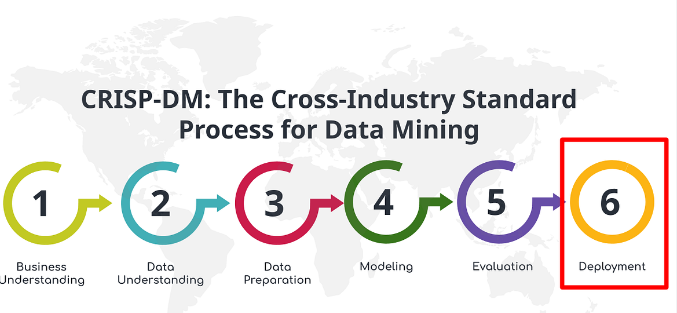 CRISP-DM: The Cross-Industry Standard
Process for Data Mining
1
2
3
4
5
6
Business
Understanding
Data
Understanding
Data
Preparation
Modeling
Evaluation
Deployment